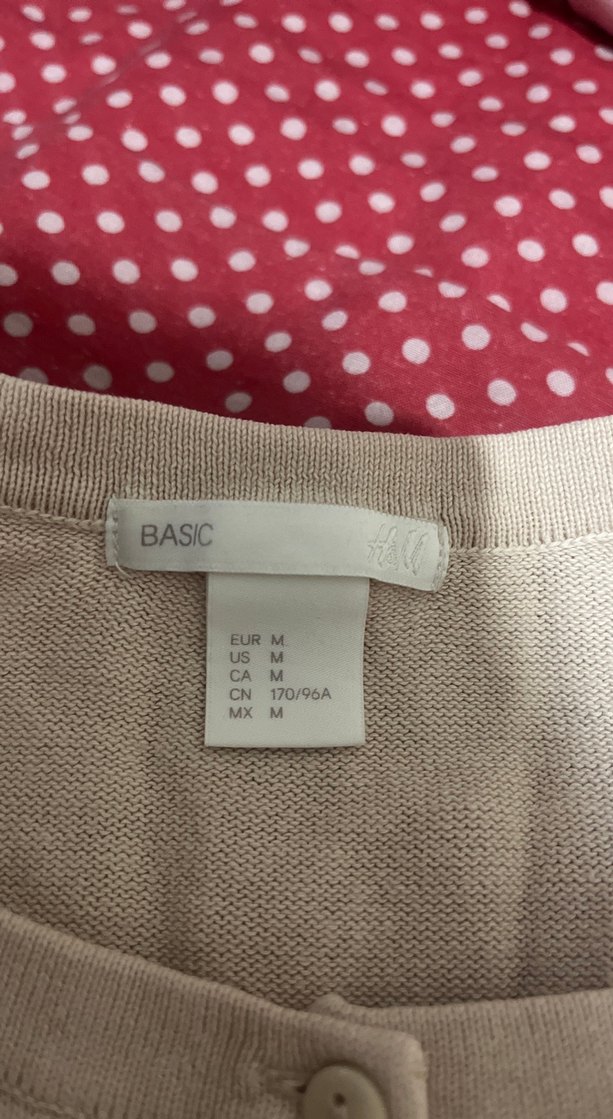 BASIC H&M
EUR M
US M
CA M
CN 170/96A
MX M